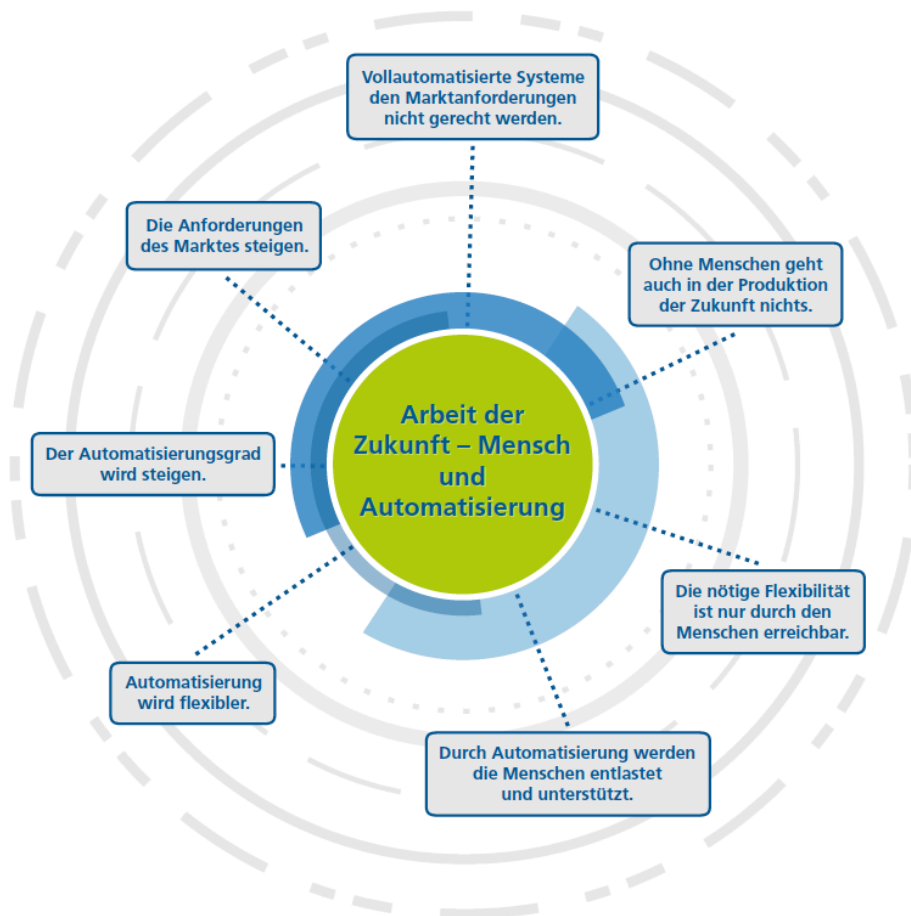 Vollautomatisierte Systeme
den Marktanforderungen
nicht gerecht werden.
Die Anforderungen
des Marktes steigen.
Ohne Menschen geht
auch in der Produktion
der Zukunft nichts.
Arbeit der
Zukunft – Mensch
und
Automatisierung
Der Automatisierungsgrad
wird steigen.
Die nötige Flexibilität
ist nur durch den
Menschen erreichbar.
Automatisierung
wird flexibler.
Durch Automatisierung werden
die Menschen entlastet
und unterstützt.